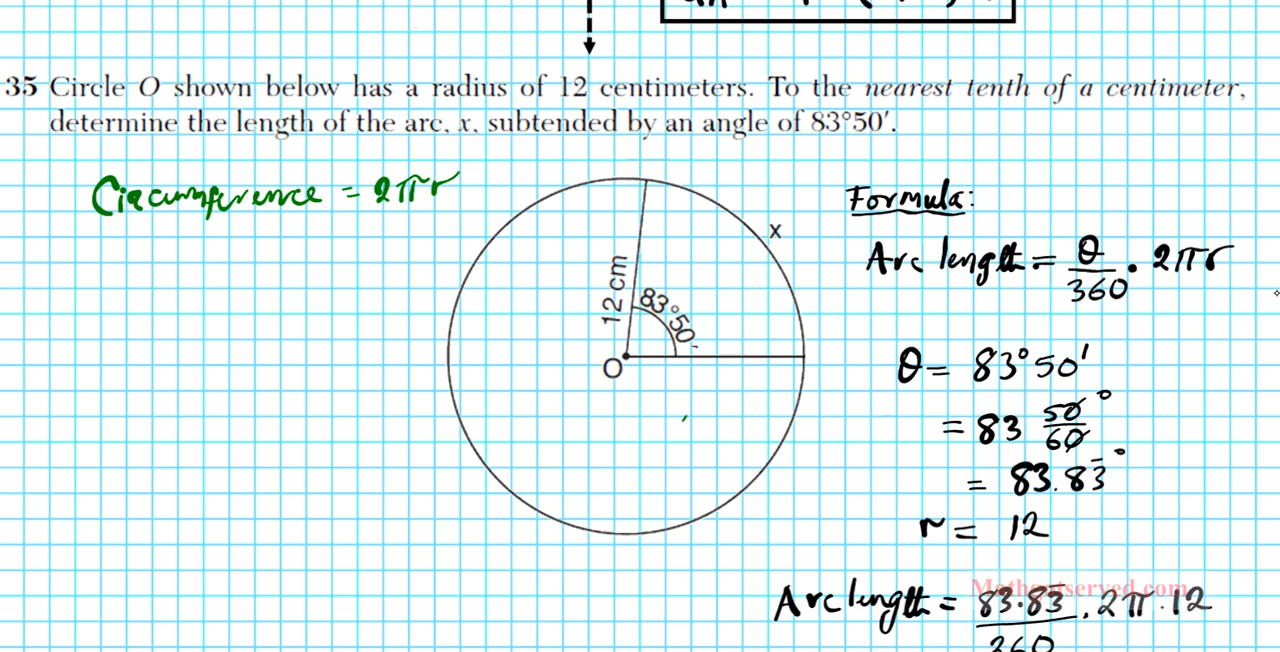 35 Circle O shown below has a radius of 12 centimeters. To the nearest tenth of a centimeter,
determine the length of the arc, x, subtended by an angle of 83°50′.
Circumference = 2πr
Formula:
Arc length = θ/360 · 2πr
x
12 cm
83°50′
O
θ = 83°50'
= 83 50/60°
= 83.83̄°
r = 12
Mathgotserved.com
Arc length = 83.83̄/360 · 2π · 12